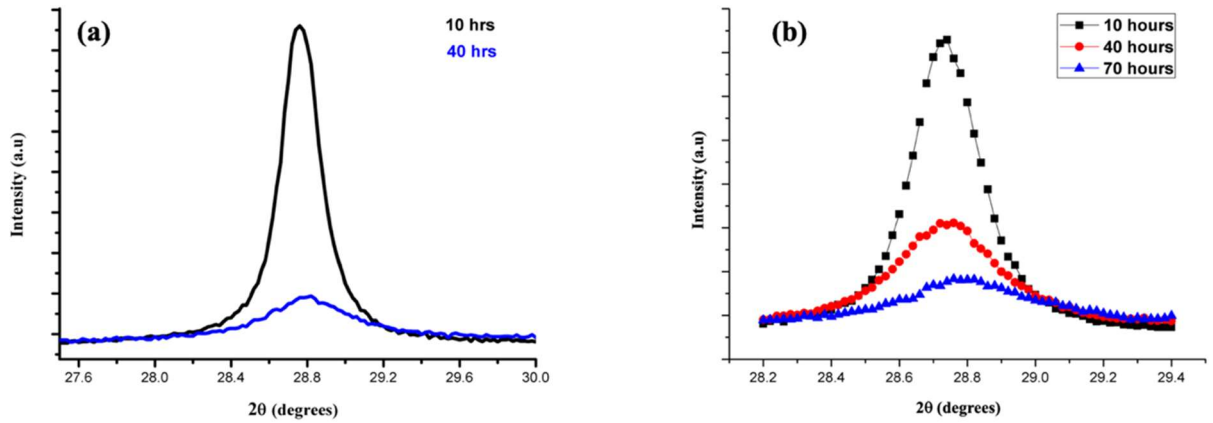 (a)
10 hrs
40 hrs
Intensity (a.u)
27.6 28.0 28.4 28.8 29.2 29.6 30.0
2θ (degrees)
(b)
10 hours
40 hours
70 hours
Intensity (a.u)
28.2 28.4 28.6 28.8 29.0 29.2 29.4
2θ (degrees)